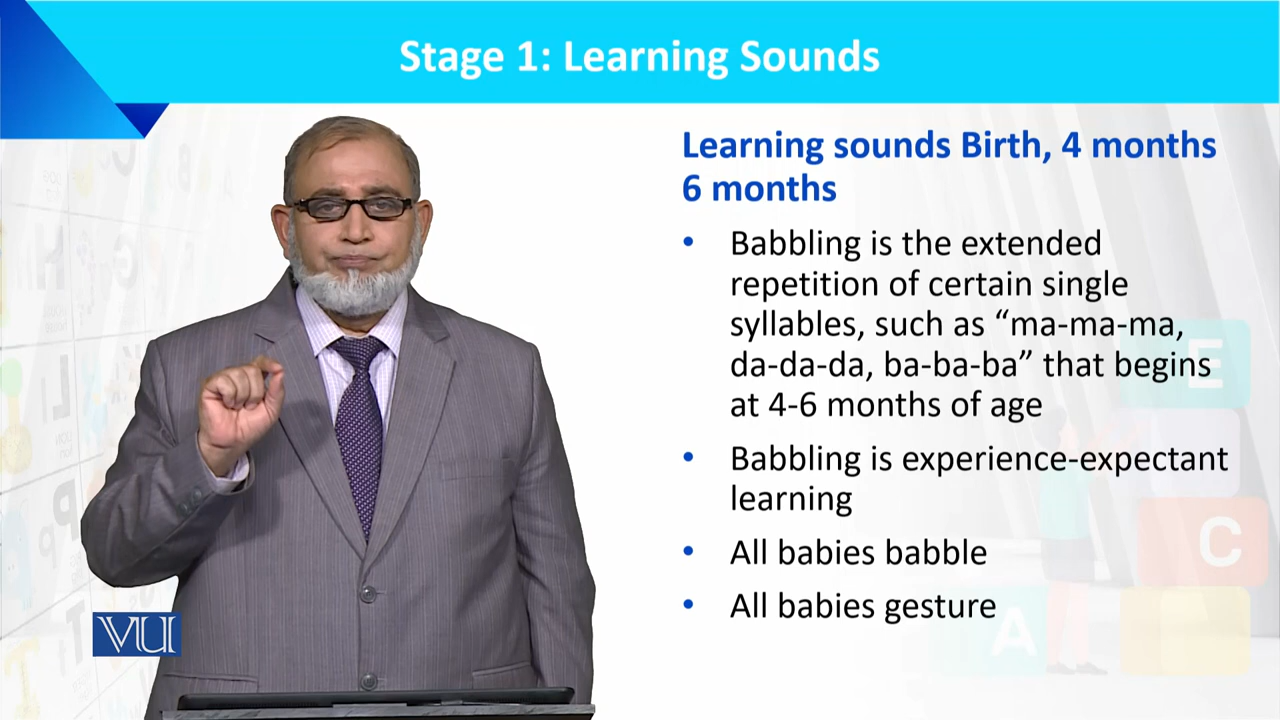 Stage 1: Learning Sounds
Learning sounds Birth, 4 months
6 months
• Babbling is the extended
repetition of certain single
syllables, such as “ma-ma-ma,
da-da-da, ba-ba-ba” that begins
at 4-6 months of age
• Babbling is experience-expectant
learning
• All babies babble
• All babies gesture
VU
E
C
A